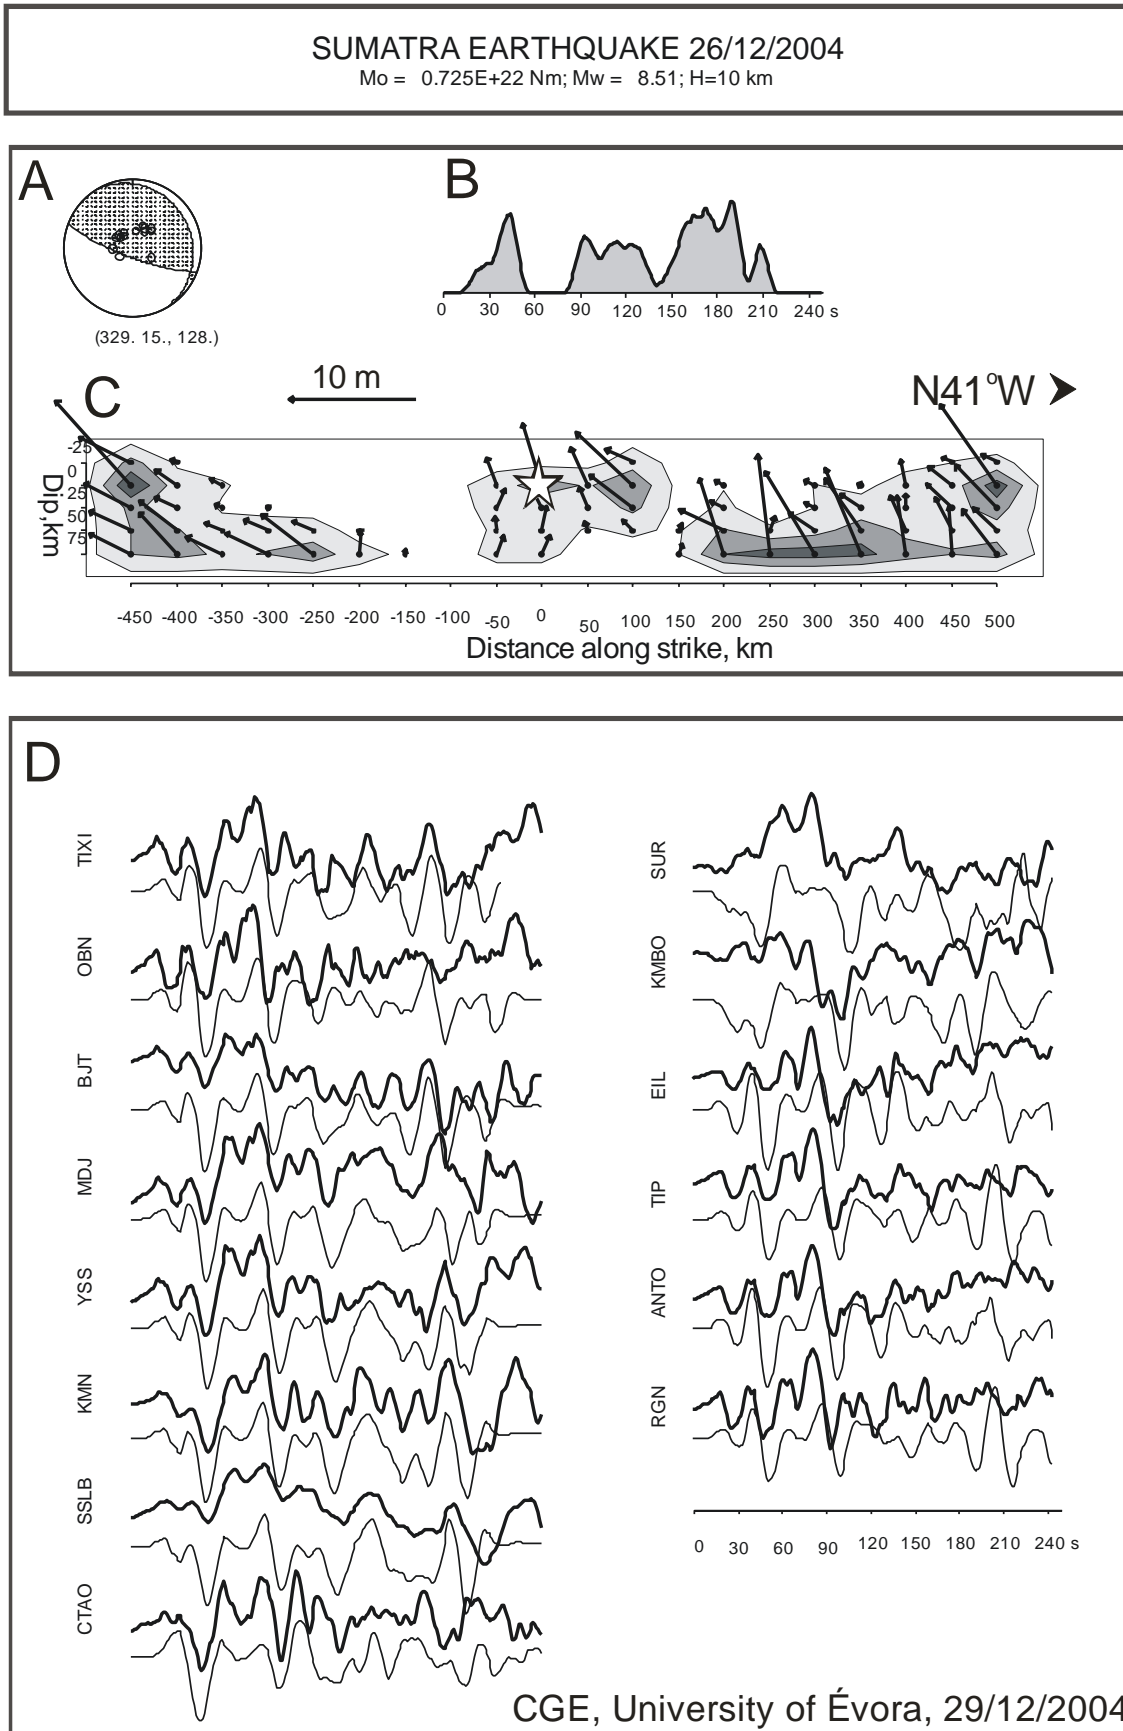 SUMATRA EARTHQUAKE 26/12/2004
Mo = 0.725E+22 Nm; Mw = 8.51; H=10 km
A
B
0 30 60 90 120 150 180 210 240 s
(329. 15., 128.)
C
10 m
N41°W
-25
0
25
50
75
Dip,km
-450 -400 -350 -300 -250 -200 -150 -100 -50 0 50 100 150 200 250 300 350 400 450 500
Distance along strike, km
D
TIXI
OBN
BJT
MDJ
YSS
KMN
SSLB
CTAO
SUR
KMBO
EIL
TIP
ANTO
RGN
0 30 60 90 120 150 180 210 240 s
CGE, University of Évora, 29/12/2004